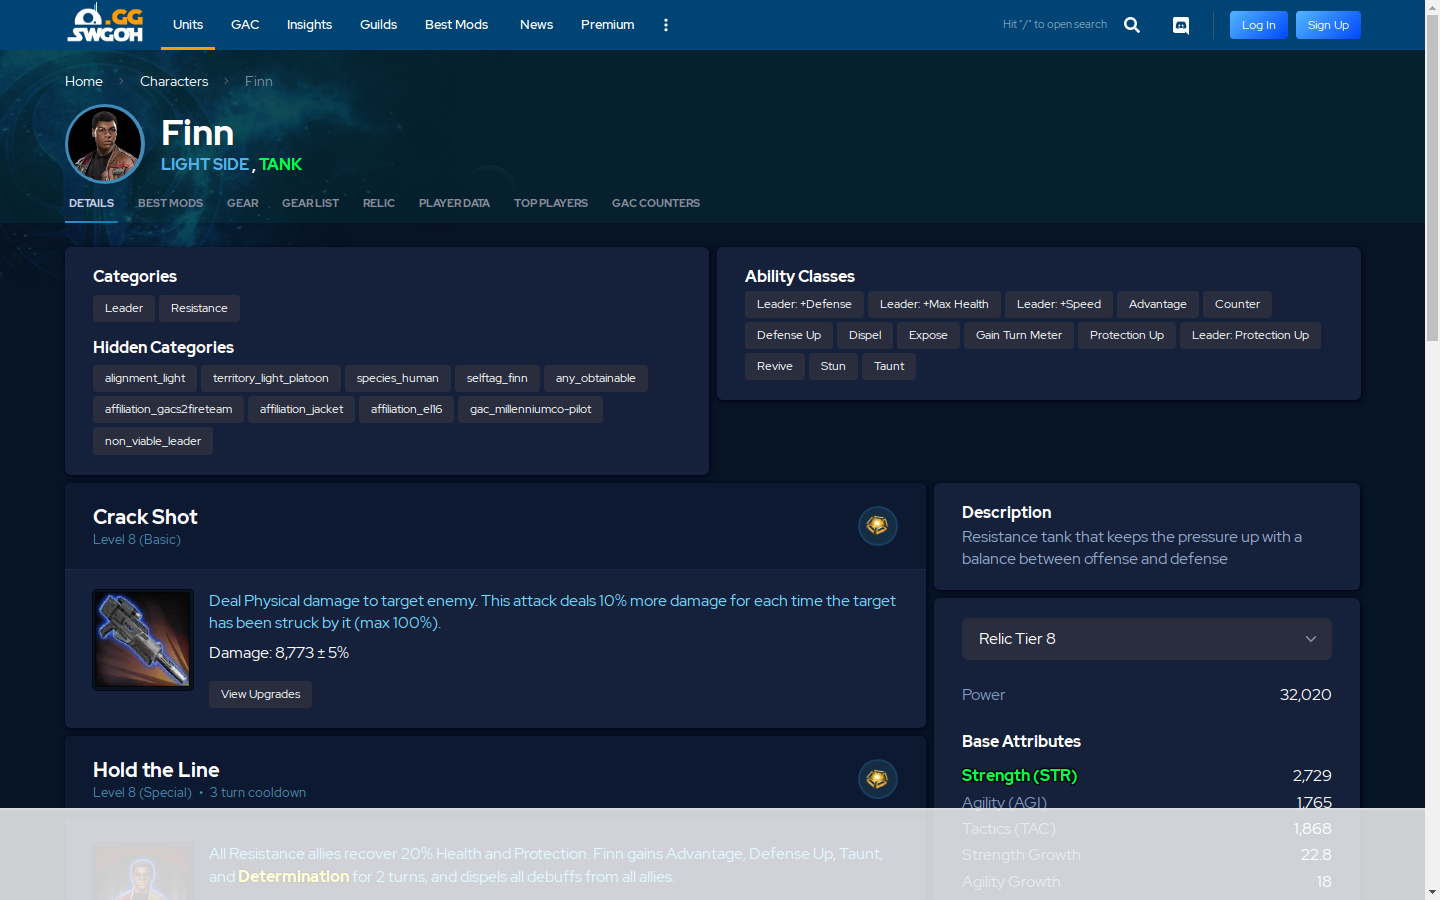 .GG
SWGOH
Units
GAC
Insights
Guilds
Best Mods
News
Premium
Hit "/" to open search
Log In
Sign Up
Home
Characters
Finn
Finn
LIGHT SIDE , TANK
DETAILS
BEST MODS
GEAR
GEAR LIST
RELIC
PLAYER DATA
TOP PLAYERS
GAC COUNTERS
Categories
Leader
Resistance
Hidden Categories
alignment_light
territory_light_platoon
species_human
selftag_finn
any_obtainable
affiliation_gacs2fireteam
affiliation_jacket
affiliation_el16
gac_millenniumco-pilot
non_viable_leader
Ability Classes
Leader: +Defense
Leader: +Max Health
Leader: +Speed
Advantage
Counter
Defense Up
Dispel
Expose
Gain Turn Meter
Protection Up
Leader: Protection Up
Revive
Stun
Taunt
Crack Shot
Level 8 (Basic)
Deal Physical damage to target enemy. This attack deals 10% more damage for each time the target
has been struck by it (max 100%).
Damage: 8,773 ± 5%
View Upgrades
Hold the Line
Level 8 (Special) • 3 turn cooldown
All Resistance allies recover 20% Health and Protection. Finn gains Advantage, Defense Up, Taunt,
and Determination for 2 turns, and dispels all debuffs from all allies.
Description
Resistance tank that keeps the pressure up with a
balance between offense and defense
Relic Tier 8
Power 32,020
Base Attributes
Strength (STR) 2,729
Agility (AGI) 1,765
Tactics (TAC) 1,868
Strength Growth 22.8
Agility Growth 18